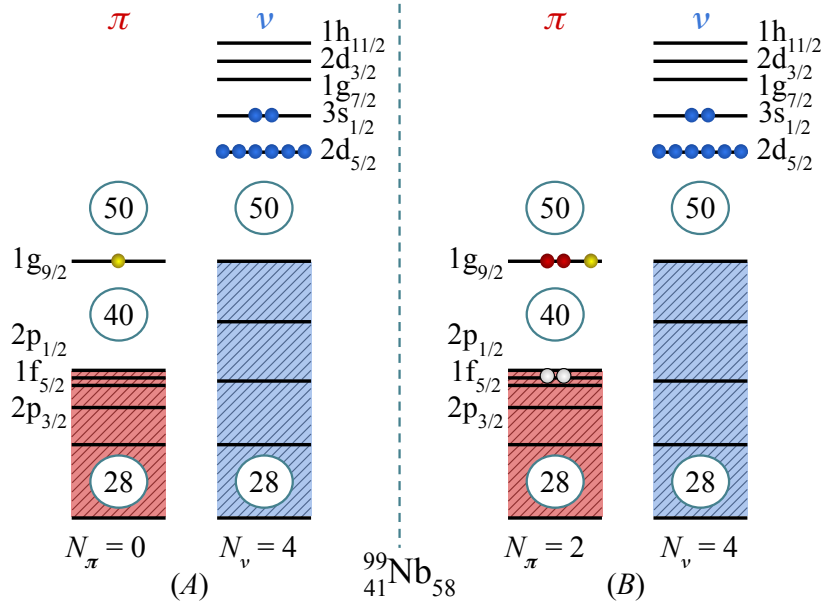 π ν π ν
1h11/2 1h11/2
2d3/2 2d3/2
1g7/2 1g7/2
3s1/2 3s1/2
2d5/2 2d5/2
50 50 50 50
1g9/2 1g9/2
40 40
2p1/2 2p1/2
1f5/2 1f5/2
2p3/2 2p3/2
28 28 28 28
Nπ = 0 Nν = 4 Nπ = 2 Nν = 4
(A) 99 41Nb58 (B)